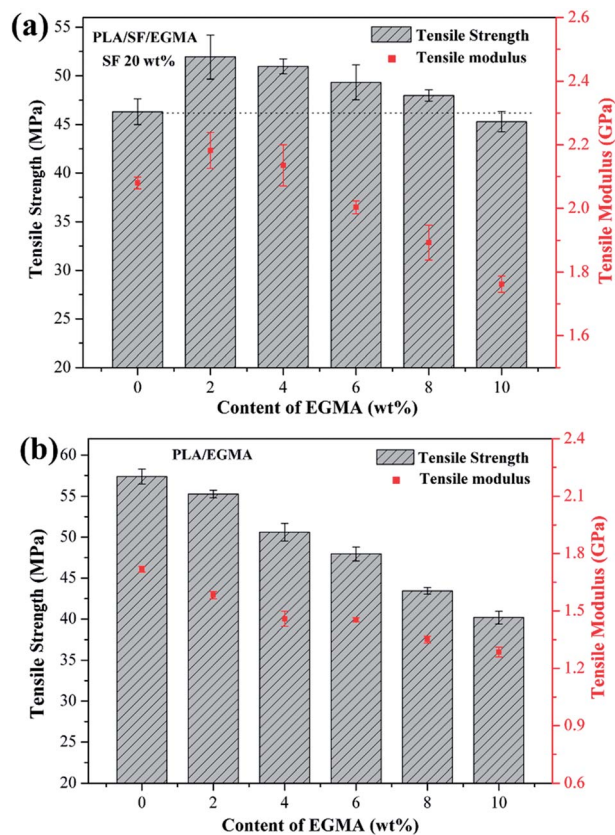 (a)
PLA/SF/EGMA
SF 20 wt%
Tensile Strength
Tensile modulus
Tensile Strength (MPa)
55
50
45
40
35
30
25
20
Tensile Modulus (GPa)
2.6
2.4
2.2
2.0
1.8
1.6
0 2 4 6 8 10
Content of EGMA (wt%)
(b)
PLA/EGMA
Tensile Strength
Tensile modulus
Tensile Strength (MPa)
60
55
50
45
40
35
30
25
20
Tensile Modulus (GPa)
2.4
2.1
1.8
1.5
1.2
0.9
0.6
0 2 4 6 8 10
Content of EGMA (wt%)